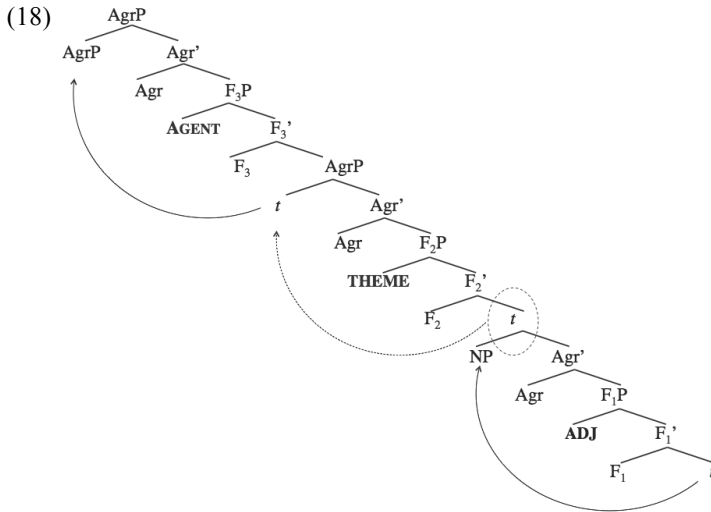 (18)
AgrP
AgrP Agr’
Agr F₃P
AGENT F₃’
F₃ AgrP
t Agr’
Agr F₂P
THEME F₂’
F₂ t
NP Agr’
Agr F₁P
ADJ F₁’
F₁